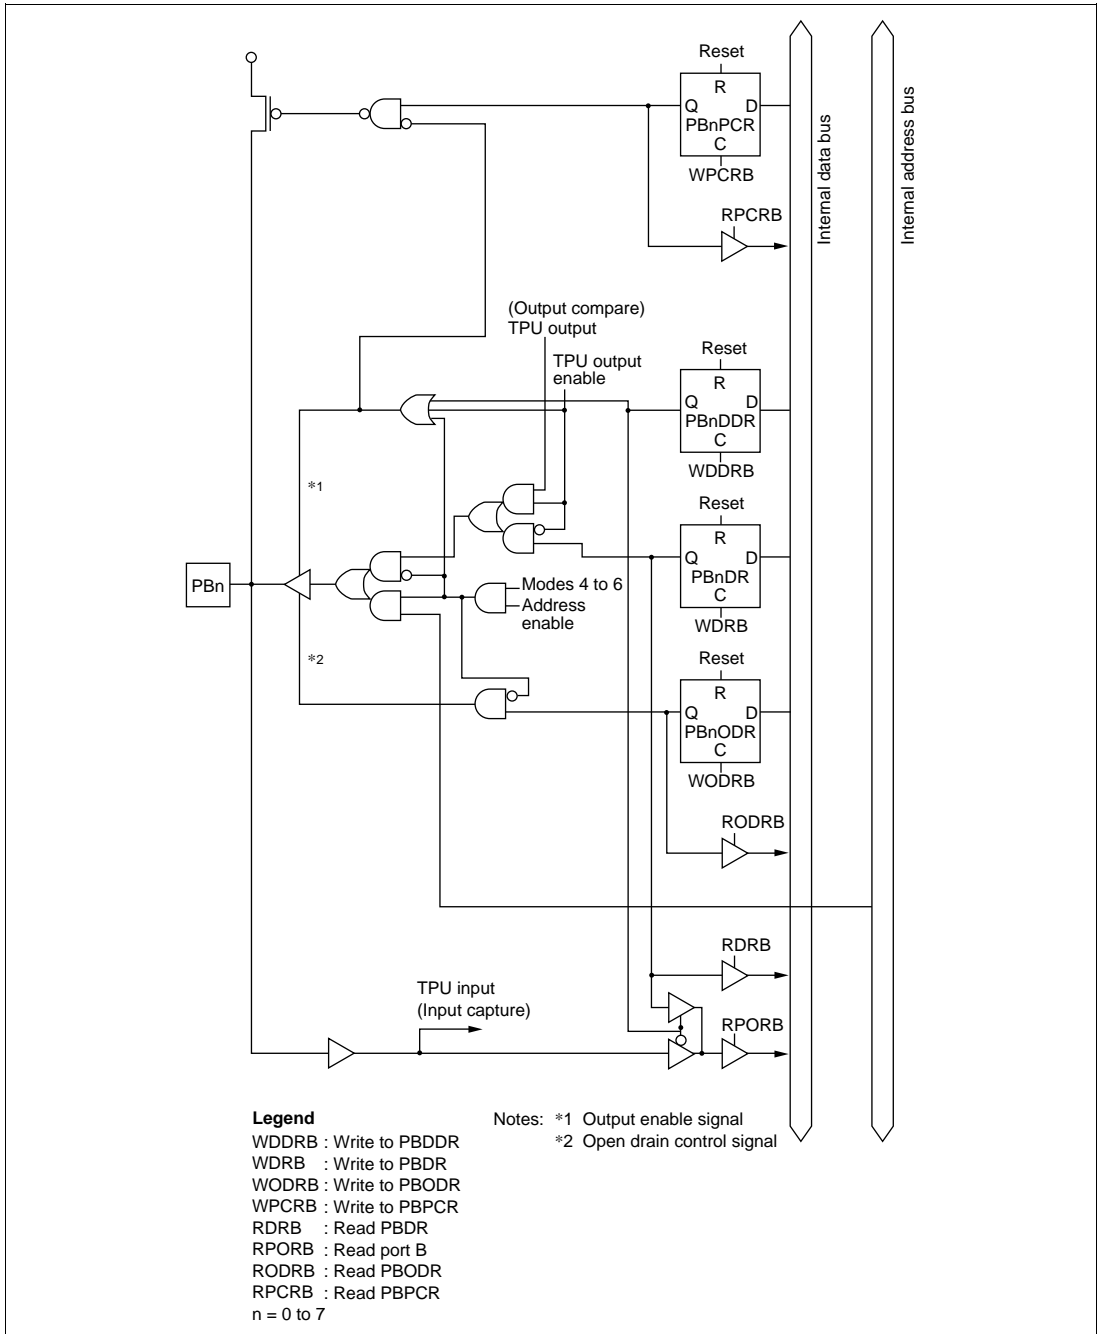 Reset
R
Q D
PBnPCR
C
WPCRB
RPCRB
Internal data bus
Internal address bus
(Output compare)
TPU output
TPU output
enable
Reset
R
Q D
PBnDDR
C
WDDRB
*1
Reset
R
Q D
PBnDR
C
WDRB
PBn
Modes 4 to 6
Address
enable
*2
Reset
R
Q D
PBnODR
C
WODRB
RODRB
RDRB
TPU input
(Input capture)
RPORB
Legend
WDDRB : Write to PBDDR
WDRB : Write to PBDR
WODRB : Write to PBODR
WPCRB : Write to PBPCR
RDRB : Read PBDR
RPORB : Read port B
RODRB : Read PBODR
RPCRB : Read PBPCR
n = 0 to 7
Notes: *1 Output enable signal
*2 Open drain control signal